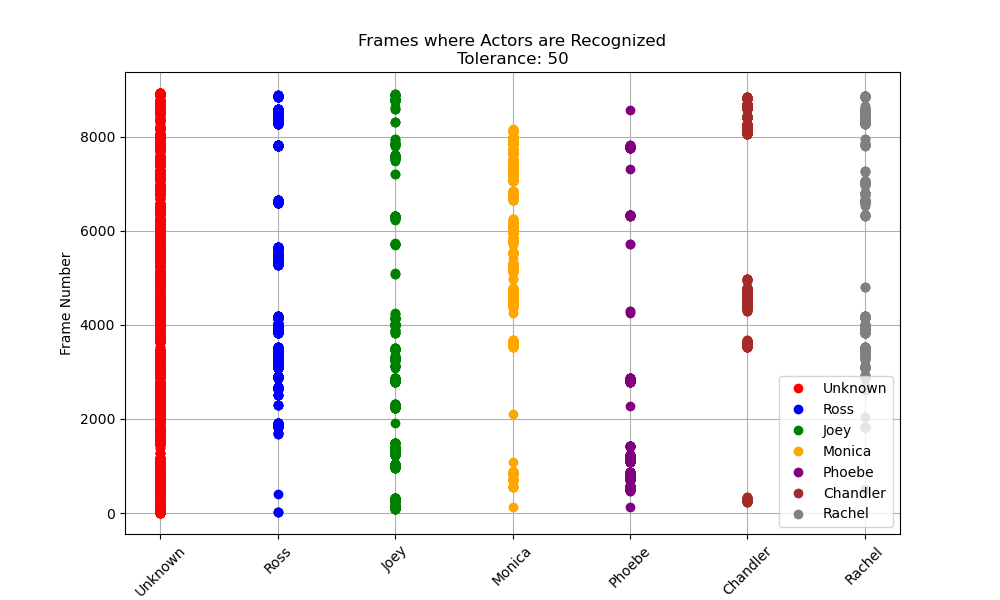 Frames where Actors are Recognized
Tolerance: 50
Frame Number
8000
6000
4000
2000
0
Unknown
Ross
Joey
Monica
Phoebe
Chandler
Rachel
Unknown
Ross
Joey
Monica
Phoebe
Chandler
Rachel